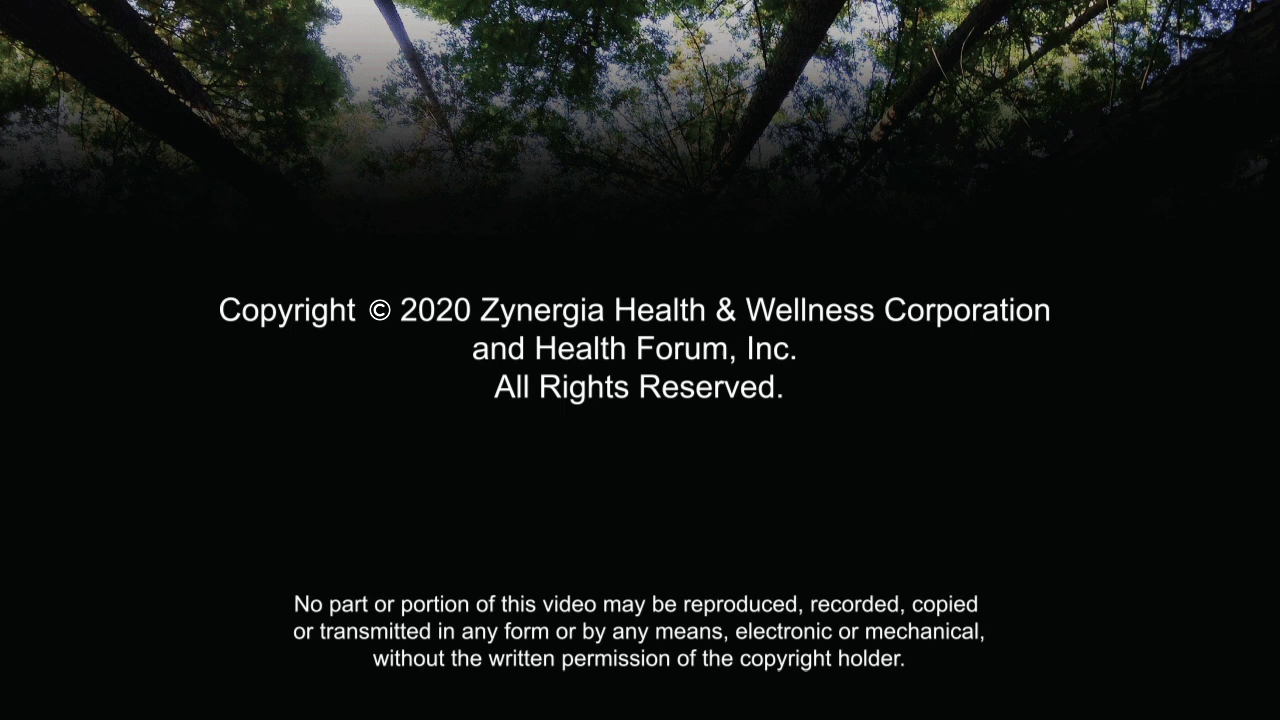 Copyright © 2020 Zynergia Health & Wellness Corporation
and Health Forum, Inc.
All Rights Reserved.
No part or portion of this video may be reproduced, recorded, copied
or transmitted in any form or by any means, electronic or mechanical,
without the written permission of the copyright holder.